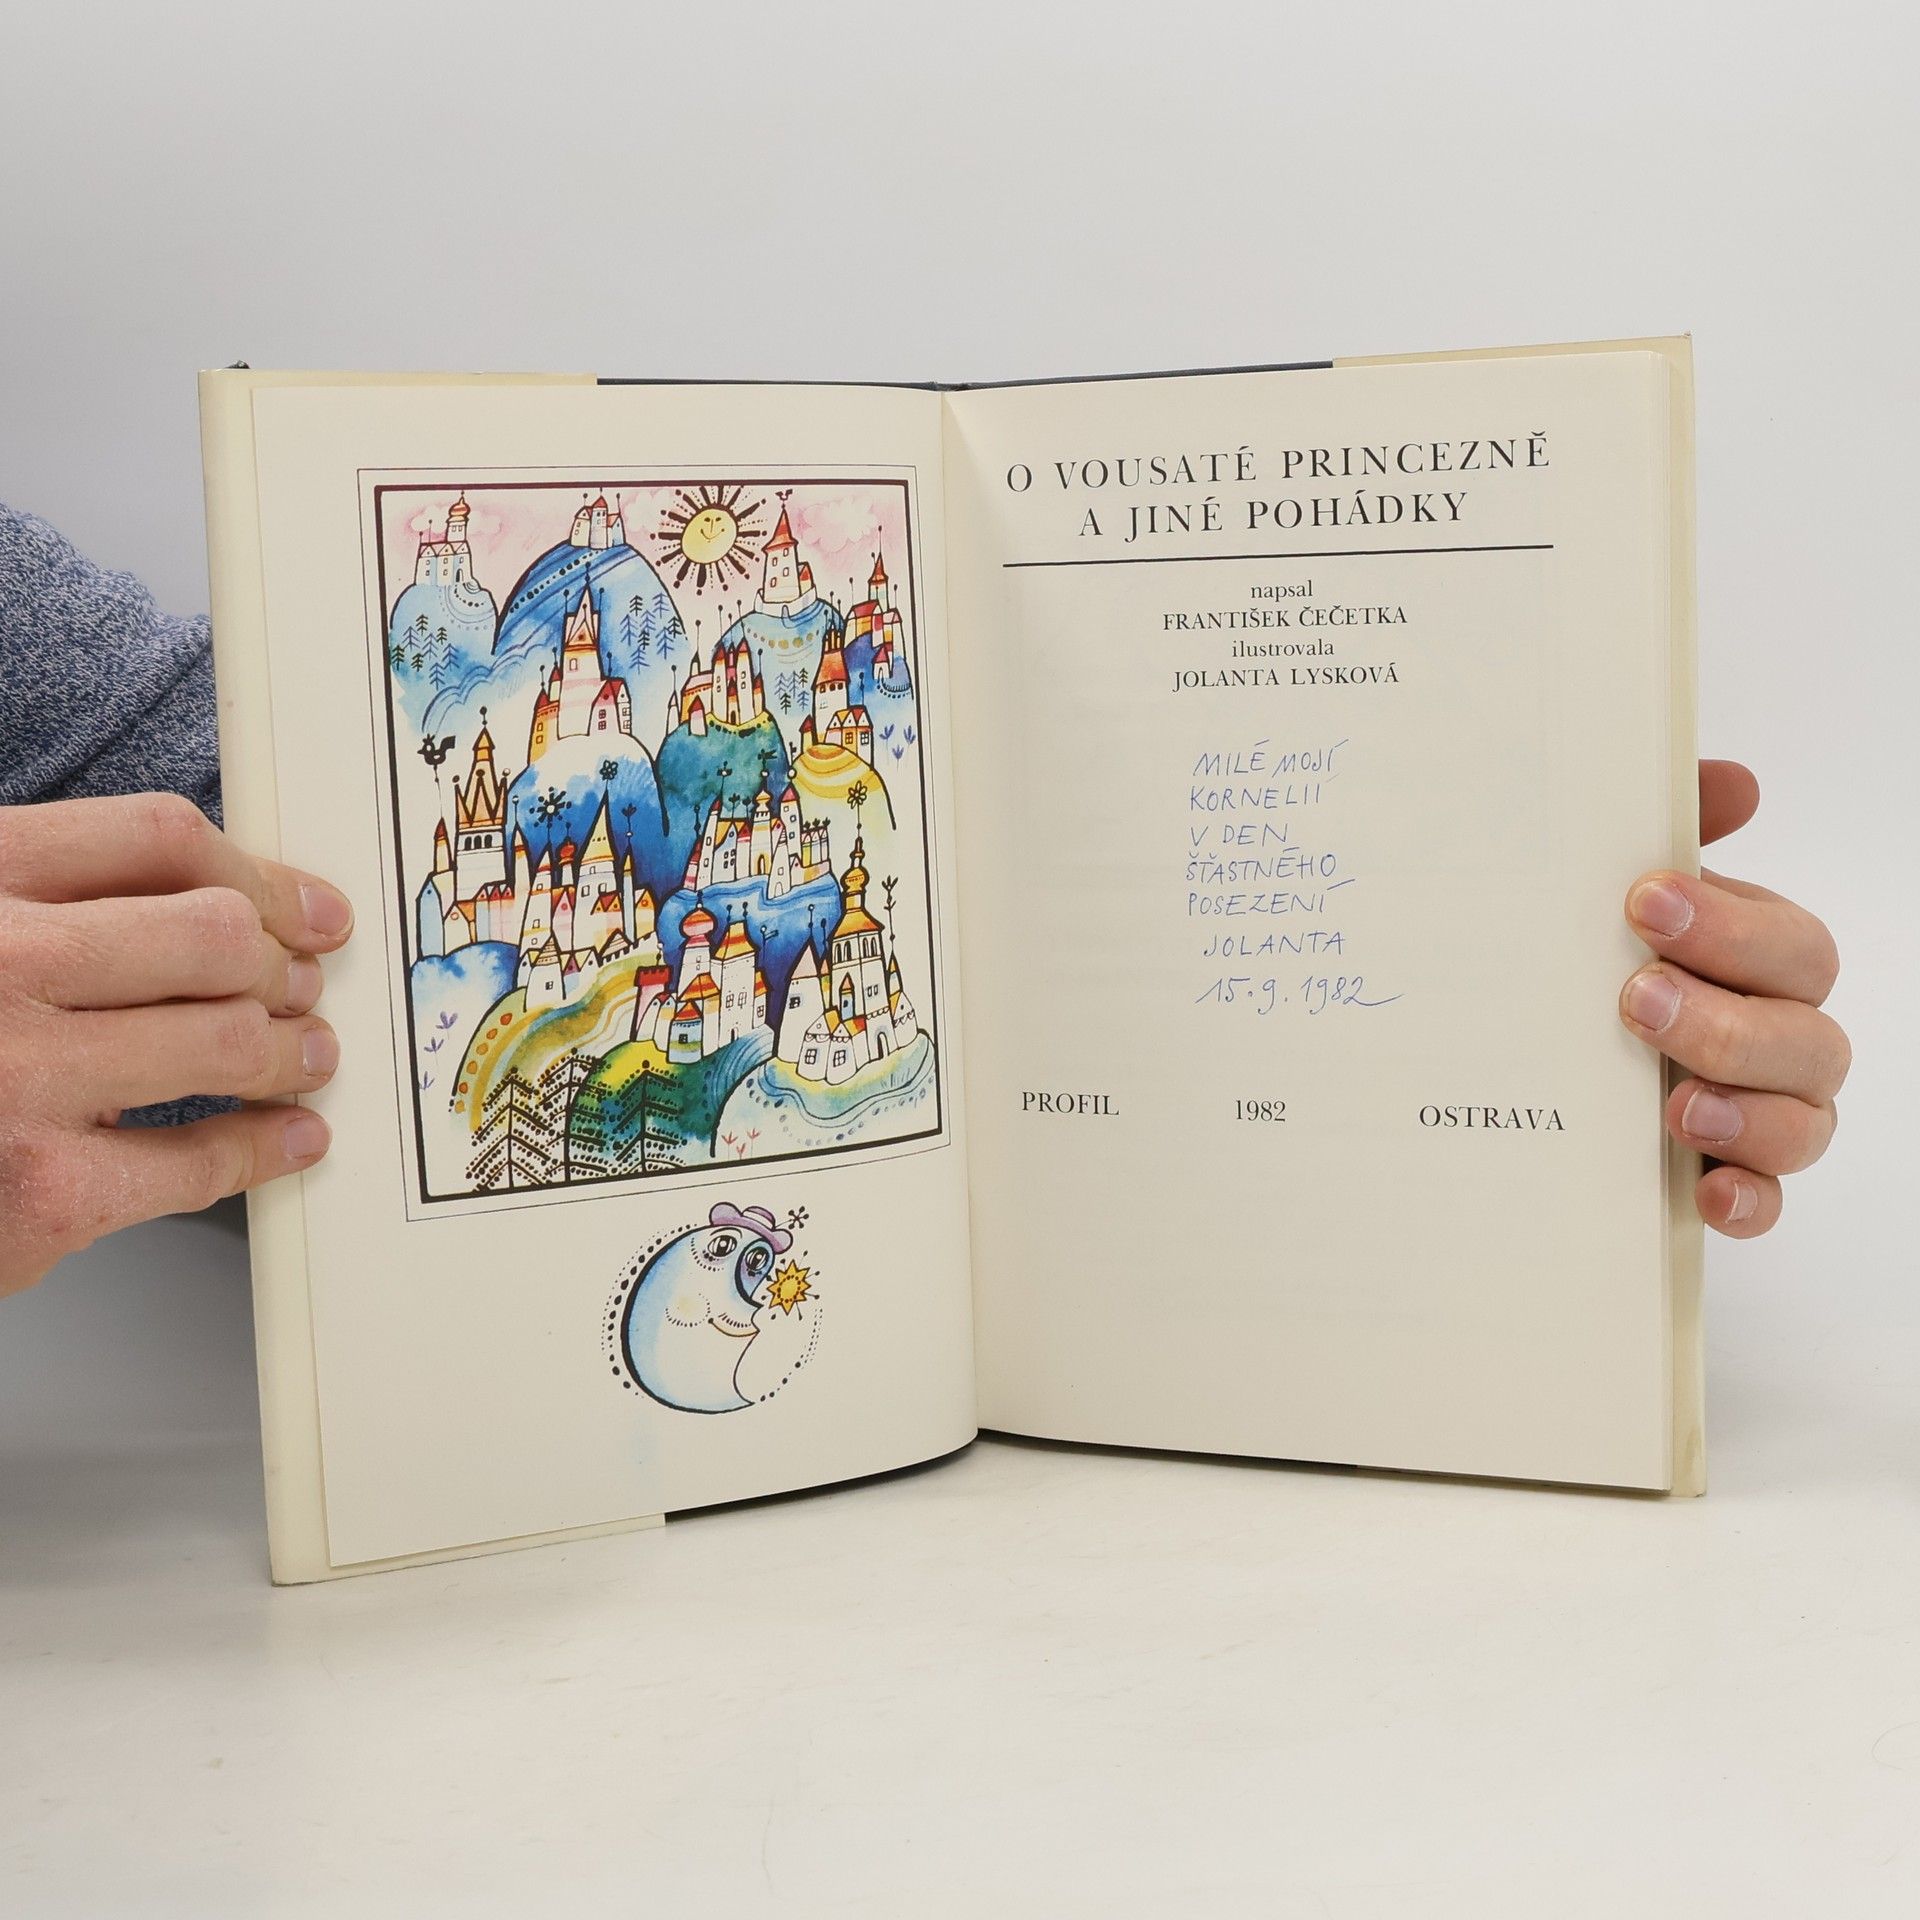 O VOUSATÉ PRINCEZNĚ
A JINÉ POHÁDKY
napsal
FRANTIŠEK ČEČETKA
ilustrovala
JOLANTA LYSKOVÁ
MILÉ MOJÍ
KORNELII
V DEN
ŠŤASTNÉHO
POSEZENÍ
JOLANTA
15.9.1982
PROFIL 1982 OSTRAVA